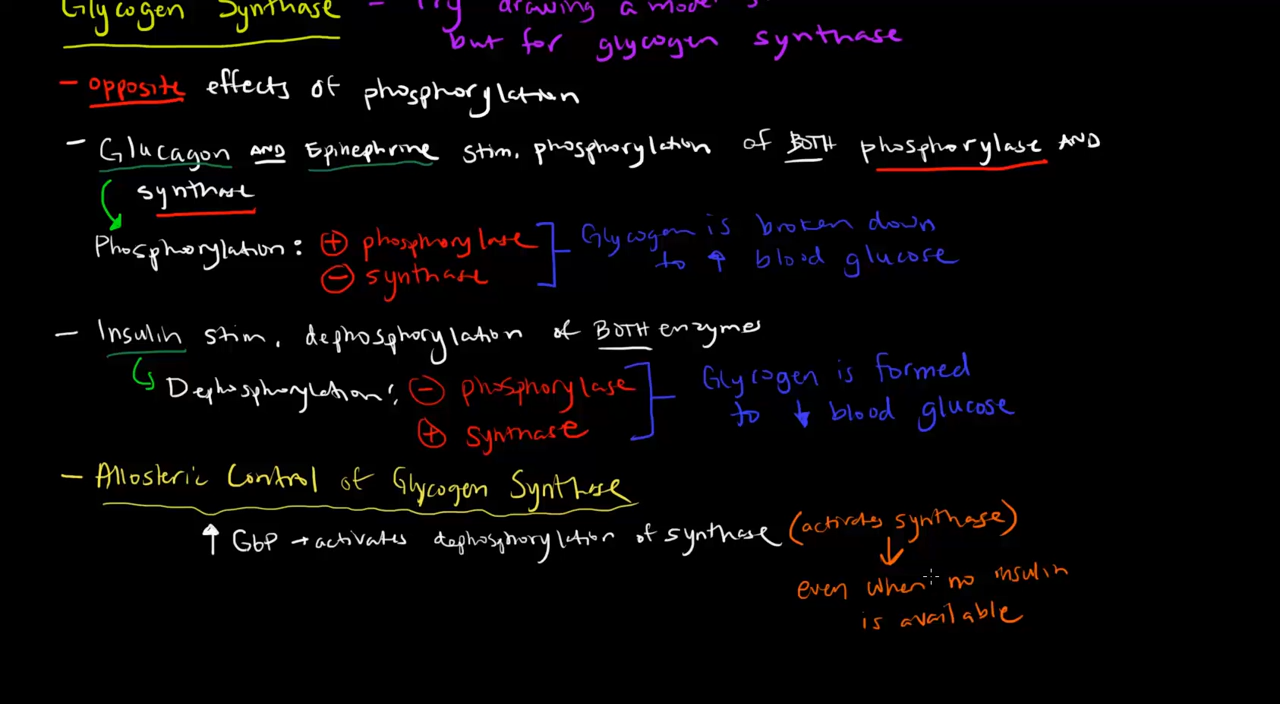 Glycogen Synthase - Try drawing a model
but for glycogen synthase
- opposite effects of phosphorylation
- Glucagon AND Epinephrine stim. phosphorylation of BOTH phosphorylase AND
synthase
Phosphorylation: + phosphorylase
- synthase
Glycogen is broken down
to ↑ blood glucose
- Insulin stim. dephosphorylation of BOTH enzymes
Dephosphorylation: - phosphorylase
+ synthase
Glycogen is formed
to ↓ blood glucose
- Allosteric Control of Glycogen Synthase
↑ G6P → activates dephosphorylation of synthase (activates synthase)
↓
even when no insulin
is available